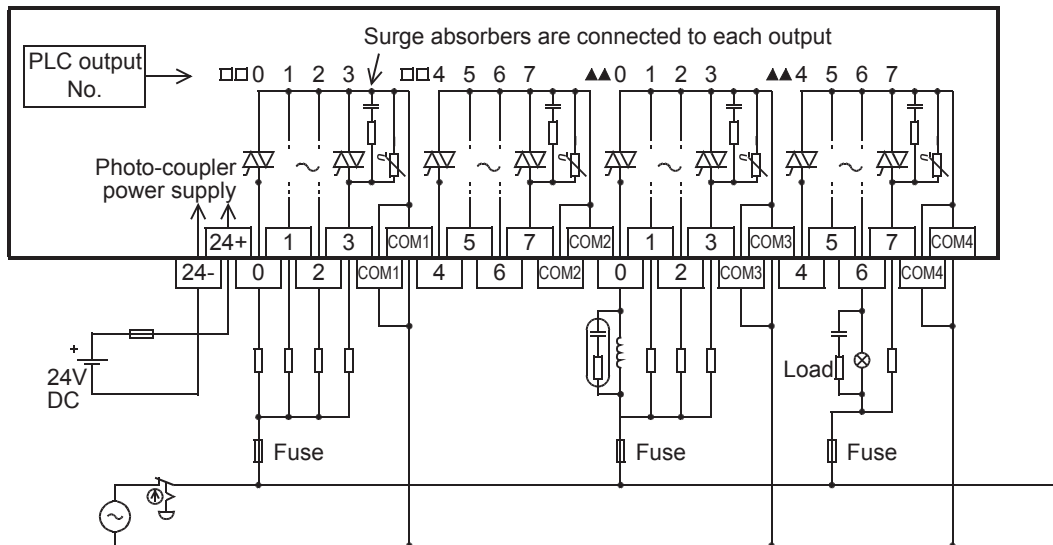 Surge absorbers are connected to each output
PLC output
No.
□□ 0 1 2 3 □□ 4 5 6 7 ▲▲ 0 1 2 3 ▲▲ 4 5 6 7
Photo-coupler
power supply
24+ 1 3 COM1 5 7 COM2 1 3 COM3 5 7 COM4
24- 0 2 COM1 4 6 COM2 0 2 COM3 4 6 COM4
+
24V
DC
Load
Fuse Fuse Fuse